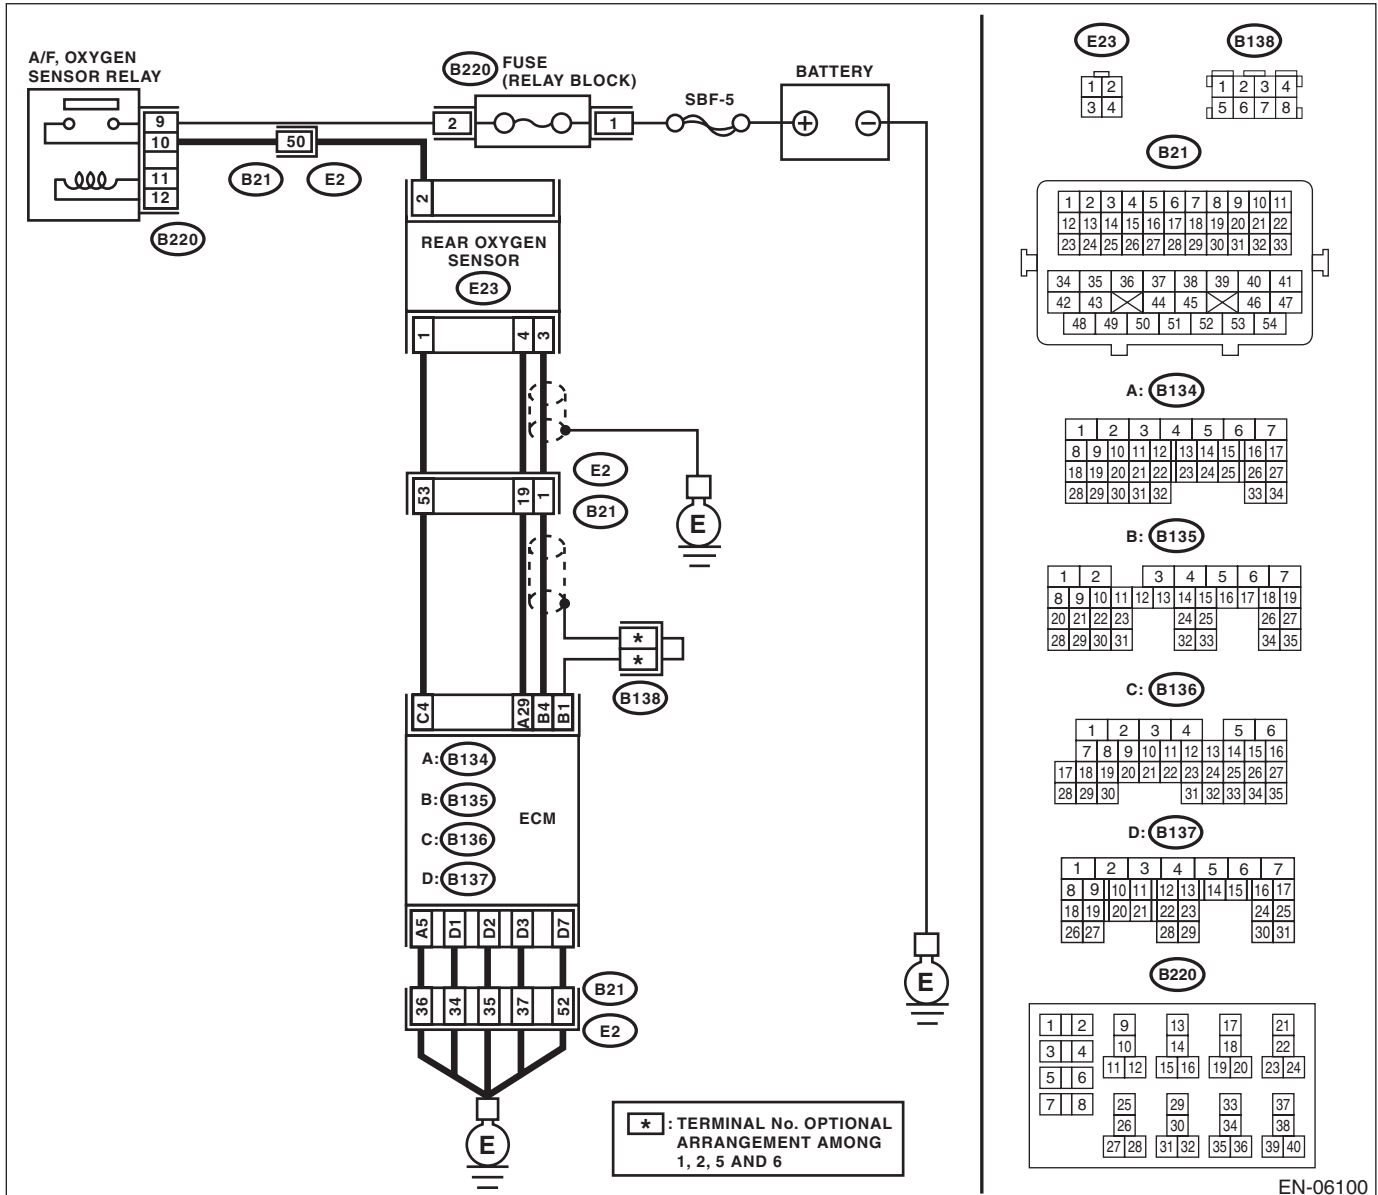 A/F, OXYGEN
SENSOR RELAY
9
10
11
12
B220
B21
50
E2
B220
FUSE
(RELAY BLOCK)
2
1
SBF-5
BATTERY
+
−
2
REAR OXYGEN
SENSOR
E23
1
4
3
E
E2
53
19
1
B21
*
*
B138
C4
A29
B4
B1
A: B134
B: B135
ECM
C: B136
D: B137
A5
D1
D2
D3
D7
B21
36
34
35
37
52
E2
E
E
* : TERMINAL No. OPTIONAL
ARRANGEMENT AMONG
1, 2, 5 AND 6
E23
1 2
3 4
B138
1 2 3 4
5 6 7 8
B21
1 2 3 4 5 6 7 8 9 10 11
12 13 14 15 16 17 18 19 20 21 22
23 24 25 26 27 28 29 30 31 32 33
34 35 36 37 38 39 40 41
42 43 44 45 46 47
48 49 50 51 52 53 54
A: B134
1 2 3 4 5 6 7
8 9 10 11 12 13 14 15 16 17
18 19 20 21 22 23 24 25 26 27
28 29 30 31 32 33 34
B: B135
1 2 3 4 5 6 7
8 9 10 11 12 13 14 15 16 17 18 19
20 21 22 23 24 25 26 27
28 29 30 31 32 33 34 35
C: B136
1 2 3 4 5 6
7 8 9 10 11 12 13 14 15 16
17 18 19 20 21 22 23 24 25 26 27
28 29 30 31 32 33 34 35
D: B137
1 2 3 4 5 6 7
8 9 10 11 12 13 14 15 16 17
18 19 20 21 22 23 24 25
26 27 28 29 30 31
B220
1 2 9 13 17 21
3 4 10 14 18 22
11 12 15 16 19 20 23 24
5 6
7 8 25 29 33 37
26 30 34 38
27 28 31 32 35 36 39 40
EN-06100